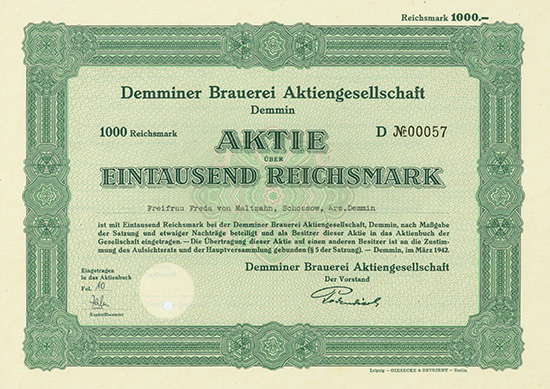 Reichsmark 1000.—
Demminer Brauerei Aktiengesellschaft
Demmin
1000 Reichsmark
D № 00057
AKTIE
ÜBER
EINTAUSEND REICHSMARK
Freifrau Freda von Maltzahn, Schossow, Krs.Demmin
ist mit Eintausend Reichsmark bei der Demminer Brauerei Aktiengesellschaft, Demmin, nach Maßgabe
der Satzung und etwaiger Nachträge beteiligt und als Besitzer dieser Aktie in das Aktienbuch der
Gesellschaft eingetragen. — Die Übertragung dieser Aktie auf einen anderen Besitzer ist an die Zustim-
mung des Aufsichtsrats und der Hauptversammlung gebunden (§ 5 der Satzung). — Demmin, im März 1942.
Eingetragen
in das Aktienbuch
Fol. 10
Kontrollbeamter
Demminer Brauerei Aktiengesellschaft
Der Vorstand
Leipzig – GIESECKE & DEVRIENT – Berlin